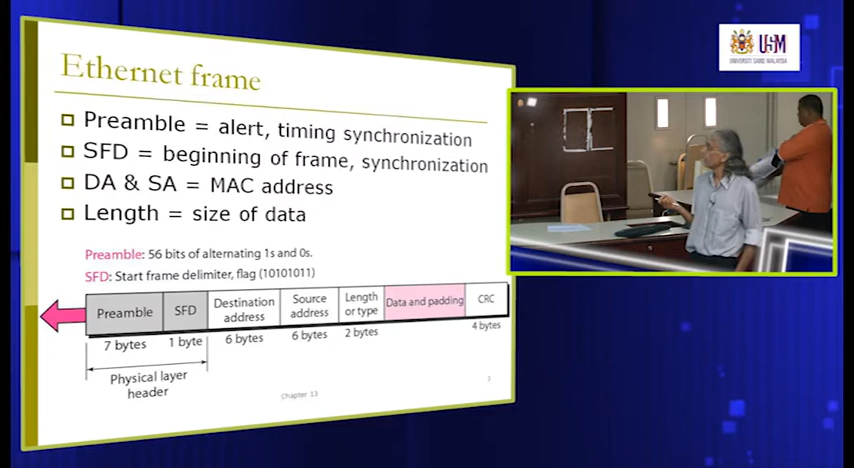 Ethernet frame
Preamble = alert, timing synchronization
SFD = beginning of frame, synchronization
DA & SA = MAC address
Length = size of data
Preamble: 56 bits of alternating 1s and 0s.
SFD: Start frame delimiter, flag (10101011)
Preamble SFD Destination address Source address Length or type Data and padding CRC
7 bytes 1 byte 6 bytes 6 bytes 2 bytes 4 bytes
Physical layer header
Chapter 13
3
USM
UNIVERSITI SAINS MALAYSIA